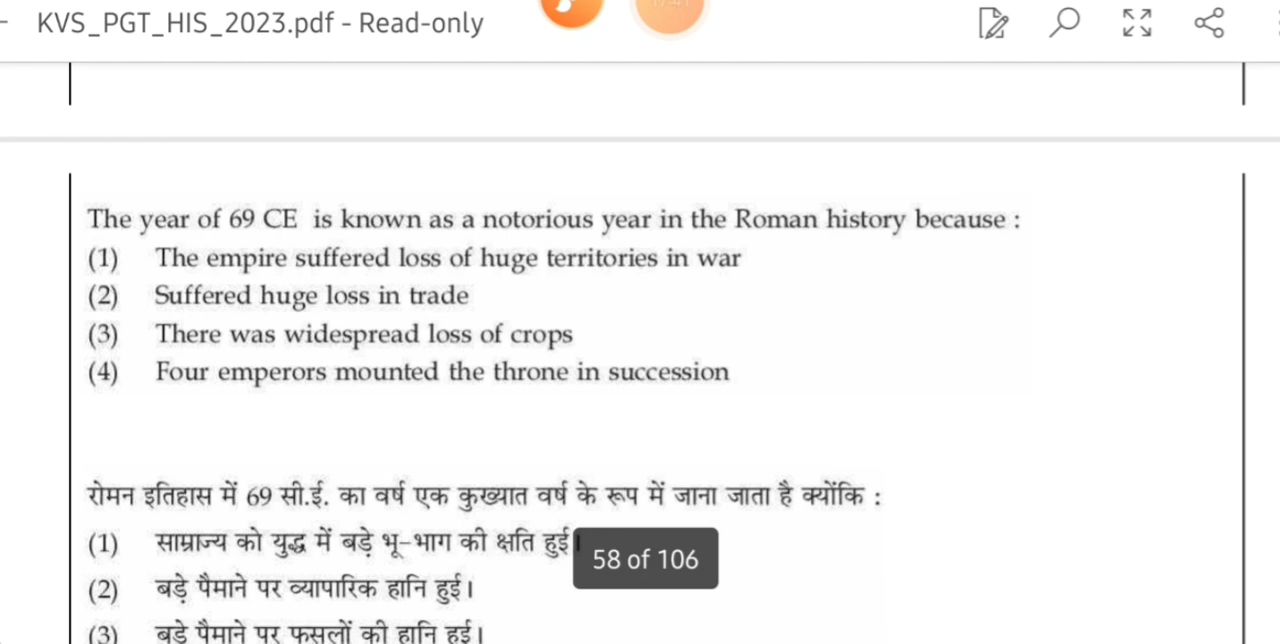 KVS_PGT_HIS_2023.pdf - Read-only
The year of 69 CE is known as a notorious year in the Roman history because :
(1) The empire suffered loss of huge territories in war
(2) Suffered huge loss in trade
(3) There was widespread loss of crops
(4) Four emperors mounted the throne in succession
रोमन इतिहास में 69 सी.ई. का वर्ष एक कुख्यात वर्ष के रूप में जाना जाता है क्योंकि :
(1) साम्राज्य को युद्ध में बड़े भू-भाग की क्षति हुई
58 of 106
(2) बड़े पैमाने पर व्यापारिक हानि हुई।
(3) बड़े पैमाने पर फसलों की हानि हुई।